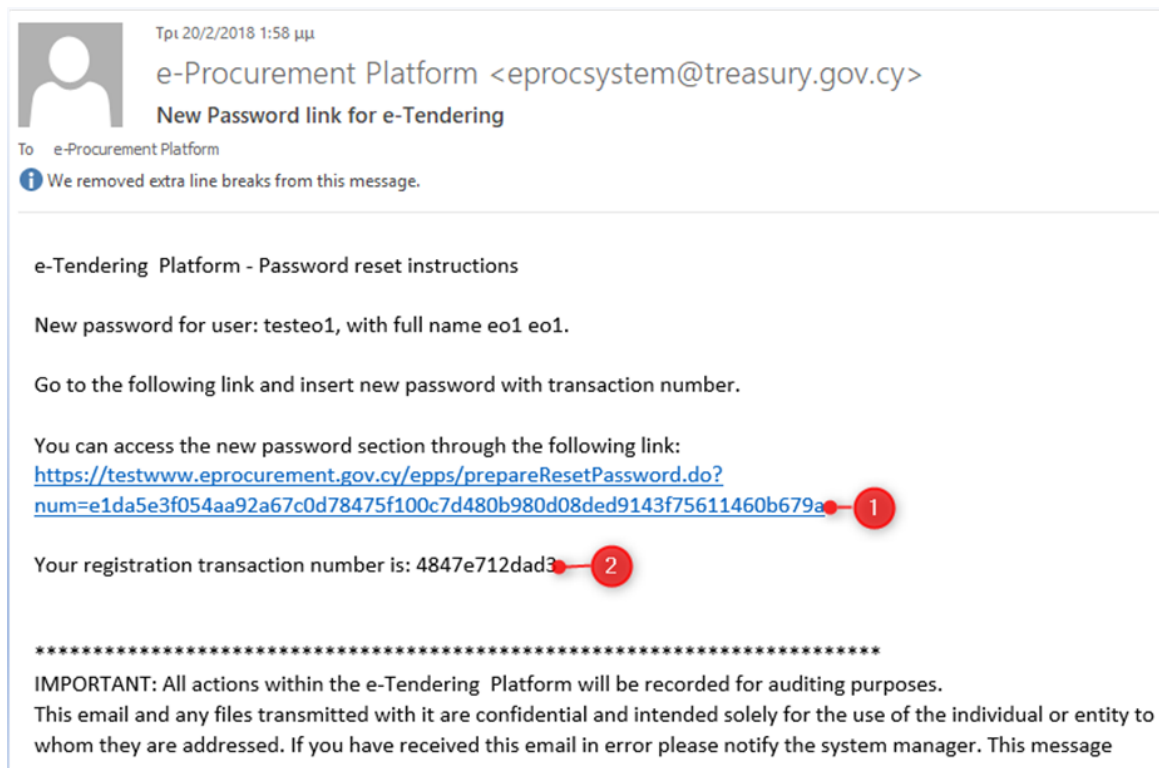 Τρι 20/2/2018 1:58 μμ
e-Procurement Platform <eprocsystem@treasury.gov.cy>
New Password link for e-Tendering
To e-Procurement Platform
We removed extra line breaks from this message.
e-Tendering Platform - Password reset instructions
New password for user: testeo1, with full name eo1 eo1.
Go to the following link and insert new password with transaction number.
You can access the new password section through the following link:
https://testwww.eprocurement.gov.cy/epps/prepareResetPassword.do?
num=e1da5e3f054aa92a67c0d78475f100c7d480b980d08ded9143f75611460b679a 1
Your registration transaction number is: 4847e712dad3 2
*************************************************************************
IMPORTANT: All actions within the e-Tendering Platform will be recorded for auditing purposes.
This email and any files transmitted with it are confidential and intended solely for the use of the individual or entity to
whom they are addressed. If you have received this email in error please notify the system manager. This message